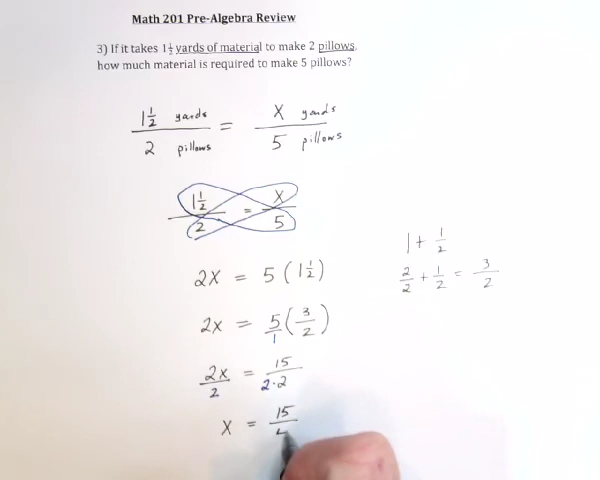 Math 201 Pre-Algebra Review
3) If it takes 1½ yards of material to make 2 pillows,
how much material is required to make 5 pillows?
1½ yards / 2 pillows = X yards / 5 pillows
1½ / 2 = X / 5
1 + 1/2
2X = 5 (1½)
2/2 + 1/2 = 3/2
2x = 5/1 (3/2)
2x/2 = 15/2·2
X = 15/